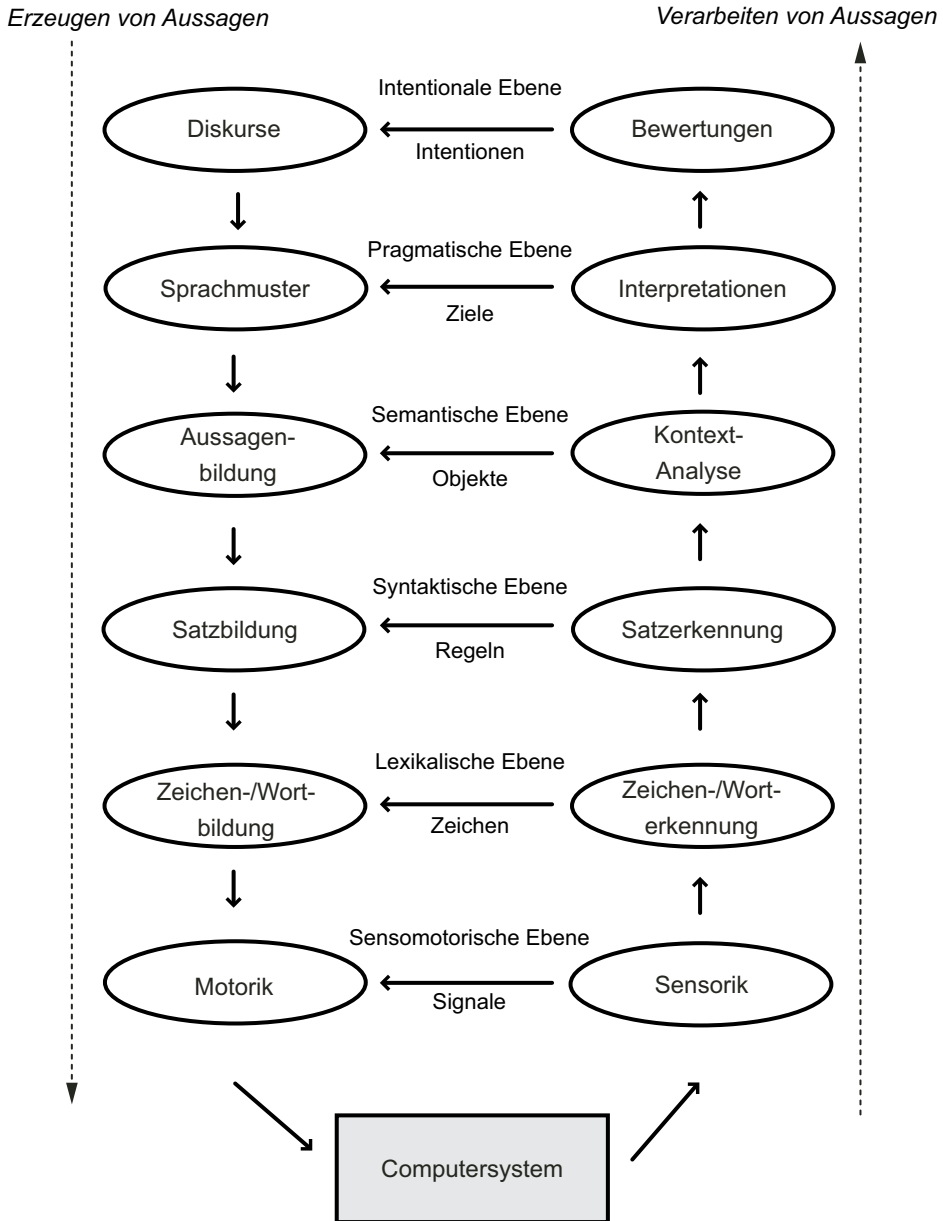 Erzeugen von Aussagen
Verarbeiten von Aussagen
Intentionale Ebene
Diskurse
Bewertungen
Intentionen
Pragmatische Ebene
Sprachmuster
Interpretationen
Ziele
Semantische Ebene
Aussagen-
bildung
Kontext-
Analyse
Objekte
Syntaktische Ebene
Satzbildung
Satzerkennung
Regeln
Lexikalische Ebene
Zeichen-/Wort-
bildung
Zeichen-/Wort-
erkennung
Zeichen
Sensomotorische Ebene
Motorik
Sensorik
Signale
Computersystem